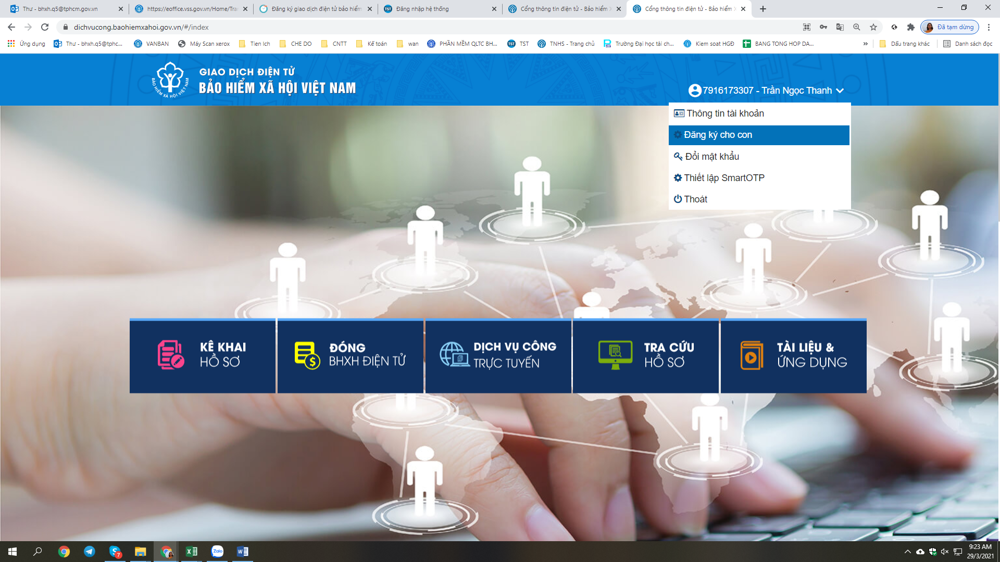 Thư - bhxh.q5@tphcm.gov.vn
https://eoffice.vss.gov.vn/Home/Tra
Đăng ký giao dịch điện tử bảo hiểm
TST Đăng nhập hệ thống
Cổng thông tin điện tử - Bảo hiểm X
Cổng thông tin điện tử - Bảo hiểm X
dichvucong.baohiemxahoi.gov.vn/#/index
Đã tạm dừng
Ứng dụng
Thư - bhxh.q5@tphc...
VANBAN
Máy Scan xerox
Tien Ich
CHE DO
CNTT
Kế toán
wan
PHẦN MỀM QLTC BH...
TST TST
TNHS - Trang chủ
Trường Đại học tài ch...
Kiem soat HGĐ
BANG TONG HOP DA...
Dấu trang khác
Danh sách đọc
BẢO HIỂM XÃ HỘI VIỆT NAM
GIAO DỊCH ĐIỆN TỬ
BẢO HIỂM XÃ HỘI VIỆT NAM
7916173307 - Trần Ngọc Thanh
Thông tin tài khoản
Đăng ký cho con
Đổi mật khẩu
Thiết lập SmartOTP
Thoát
KÊ KHAI
HỒ SƠ
ĐÓNG
BHXH ĐIỆN TỬ
DỊCH VỤ CÔNG
TRỰC TUYẾN
TRA CỨU
HỒ SƠ
TÀI LIỆU &
ỨNG DỤNG
7
Zalo
9:23 AM
29/3/2021